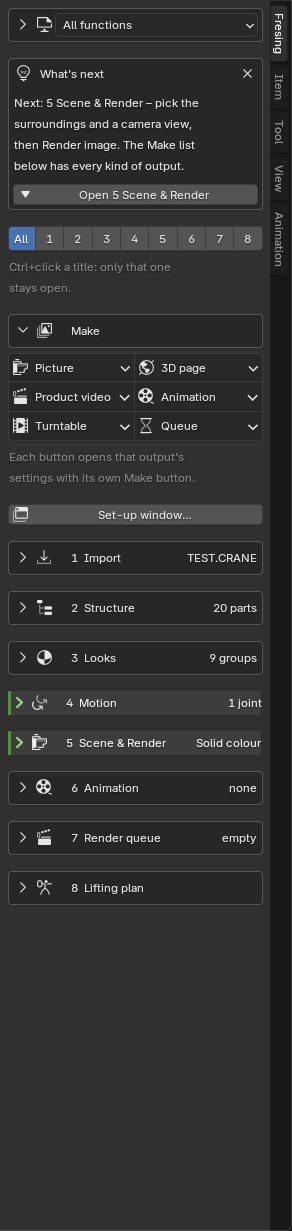 All functions
What's next
Next: 5 Scene & Render – pick the
surroundings and a camera view,
then Render image. The Make list
below has every kind of output.
Open 5 Scene & Render
All 1 2 3 4 5 6 7 8
Ctrl+click a title: only that one
stays open.
Make
Picture 3D page
Product video Animation
Turntable Queue
Each button opens that output's
settings with its own Make button.
Set-up window...
1 Import TEST.CRANE
2 Structure 20 parts
3 Looks 9 groups
4 Motion 1 joint
5 Scene & Render Solid colour
6 Animation none
7 Render queue empty
8 Lifting plan
Fresing
Item
Tool
View
Animation